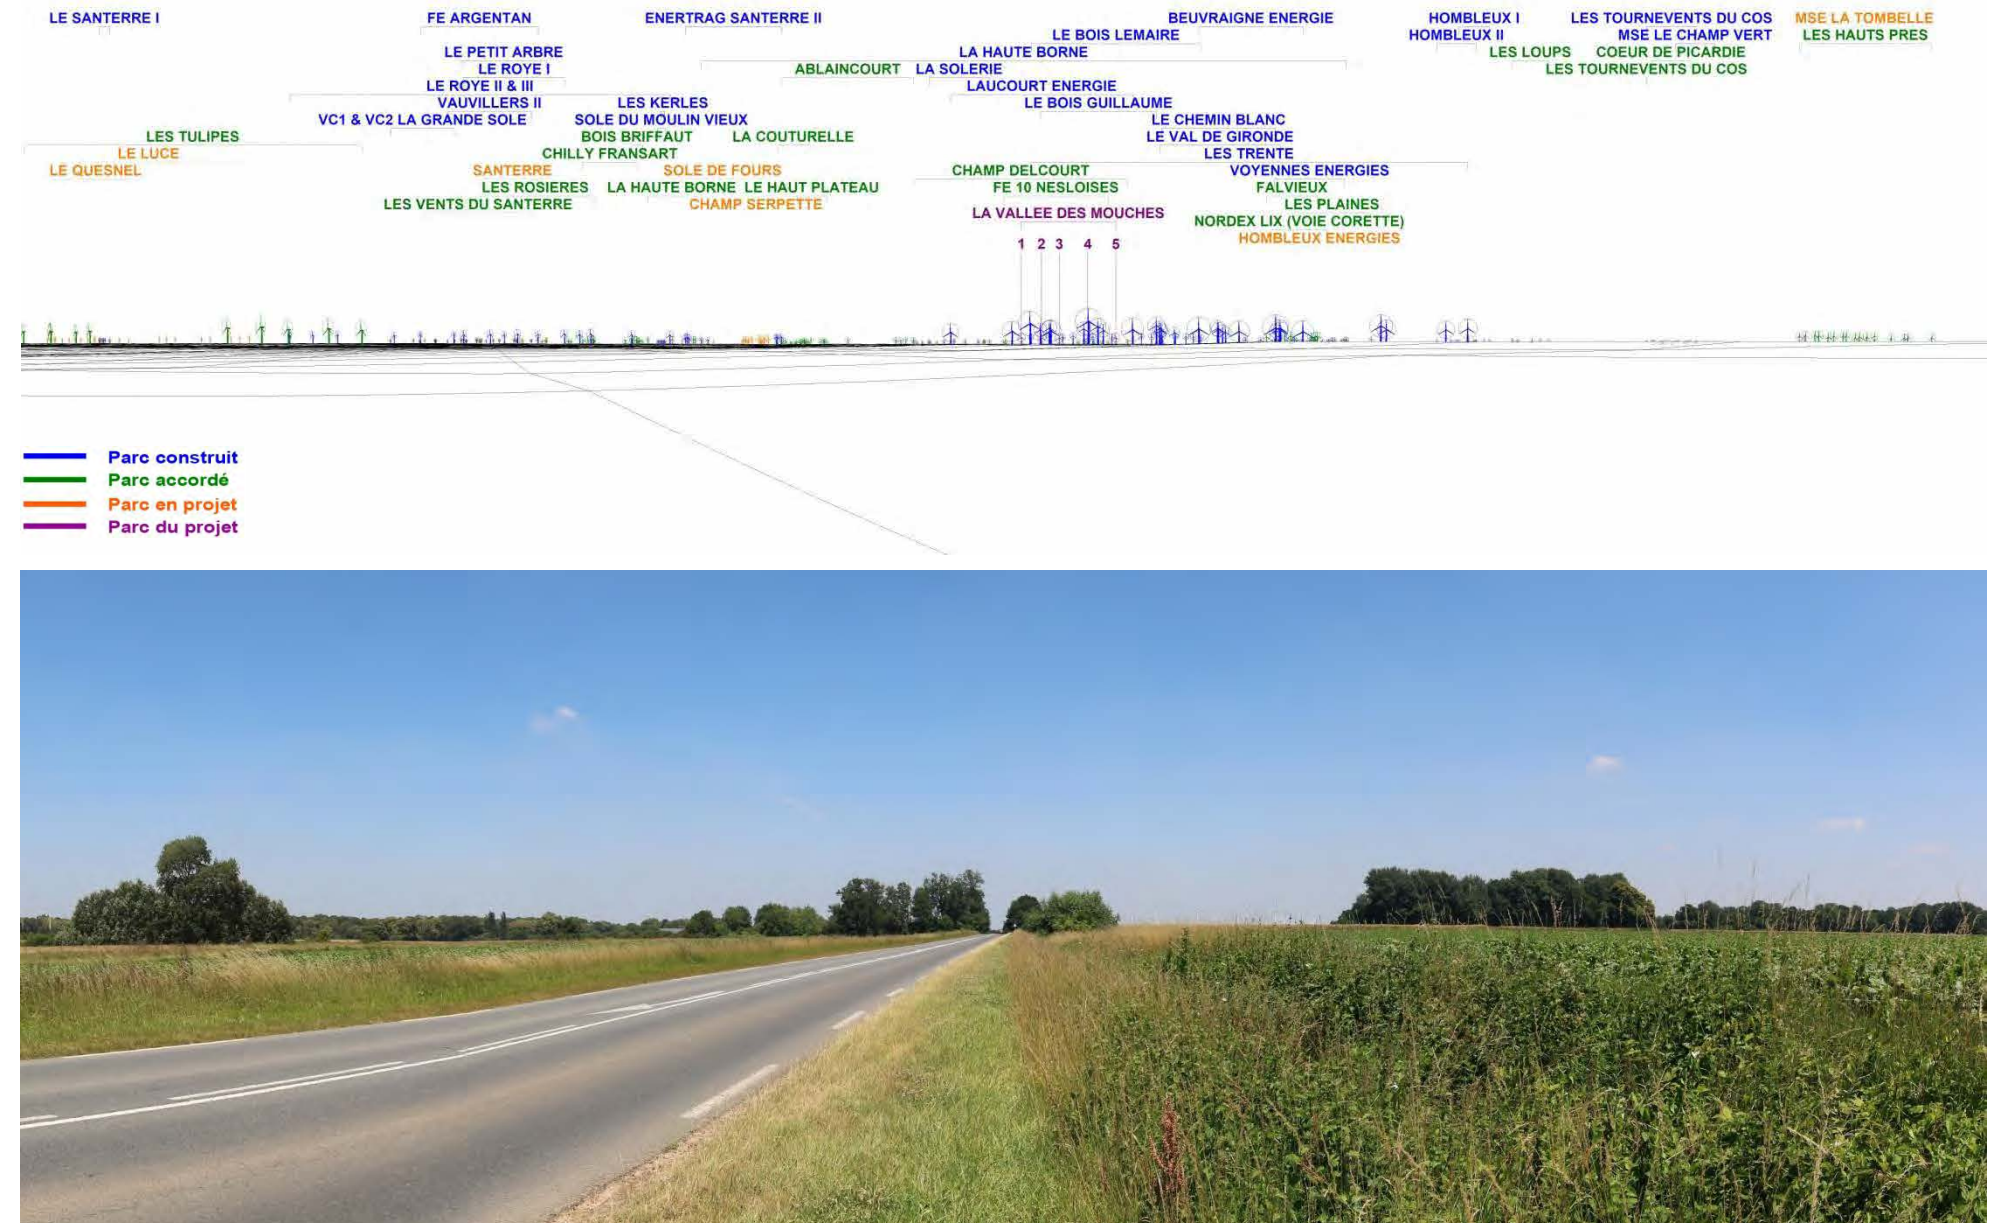 LE SANTERRE I
FE ARGENTAN
ENERTRAG SANTERRE II
BEUVRAIGNE ENERGIE
HOMBLEUX I
LES TOURNEVENTS DU COS
MSE LA TOMBELLE
LE BOIS LEMAIRE
HOMBLEUX II
MSE LE CHAMP VERT
LES HAUTS PRES
LE PETIT ARBRE
LA HAUTE BORNE
LES LOUPS
COEUR DE PICARDIE
LE ROYE I
ABLAINCOURT
LA SOLERIE
LES TOURNEVENTS DU COS
LE ROYE II & III
LAUCOURT ENERGIE
VAUVILLERS II
LES KERLES
LE BOIS GUILLAUME
VC1 & VC2 LA GRANDE SOLE
SOLE DU MOULIN VIEUX
LE CHEMIN BLANC
LES TULIPES
BOIS BRIFFAUT
LA COUTURELLE
LE VAL DE GIRONDE
LE LUCE
CHILLY FRANSART
LES TRENTE
LE QUESNEL
SANTERRE
SOLE DE FOURS
CHAMP DELCOURT
VOYENNES ENERGIES
LES ROSIERES
LA HAUTE BORNE
LE HAUT PLATEAU
FE 10 NESLOISES
FALVIEUX
LES VENTS DU SANTERRE
CHAMP SERPETTE
LES PLAINES
LA VALLEE DES MOUCHES
NORDEX LIX (VOIE CORETTE)
HOMBLEUX ENERGIES
1 2 3 4 5
Parc construit
Parc accordé
Parc en projet
Parc du projet